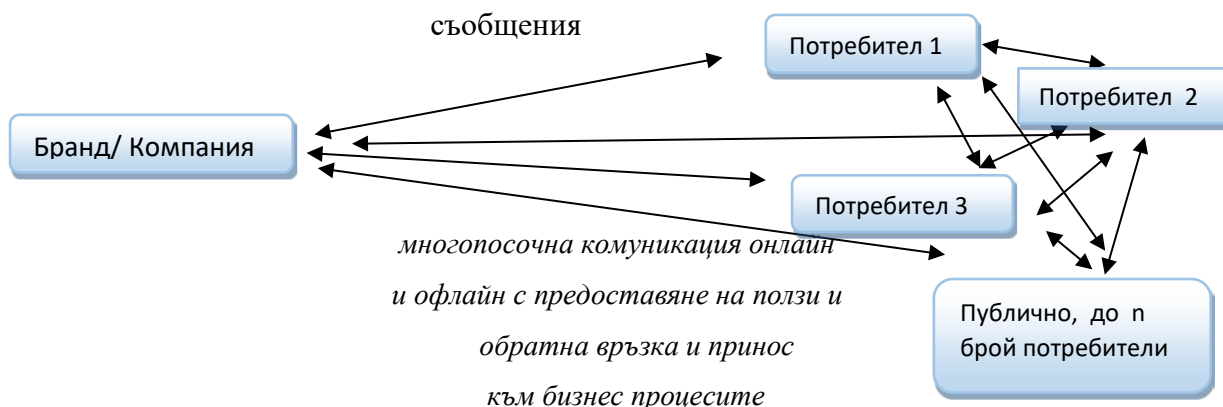 съобщения
Потребител 1
Потребител 2
Бранд/ Компания
Потребител 3
многопосочна комуникация онлайн
и офлайн с предоставяне на ползи и
обратна връзка и принос
към бизнес процесите
Публично, до n
брой потребители